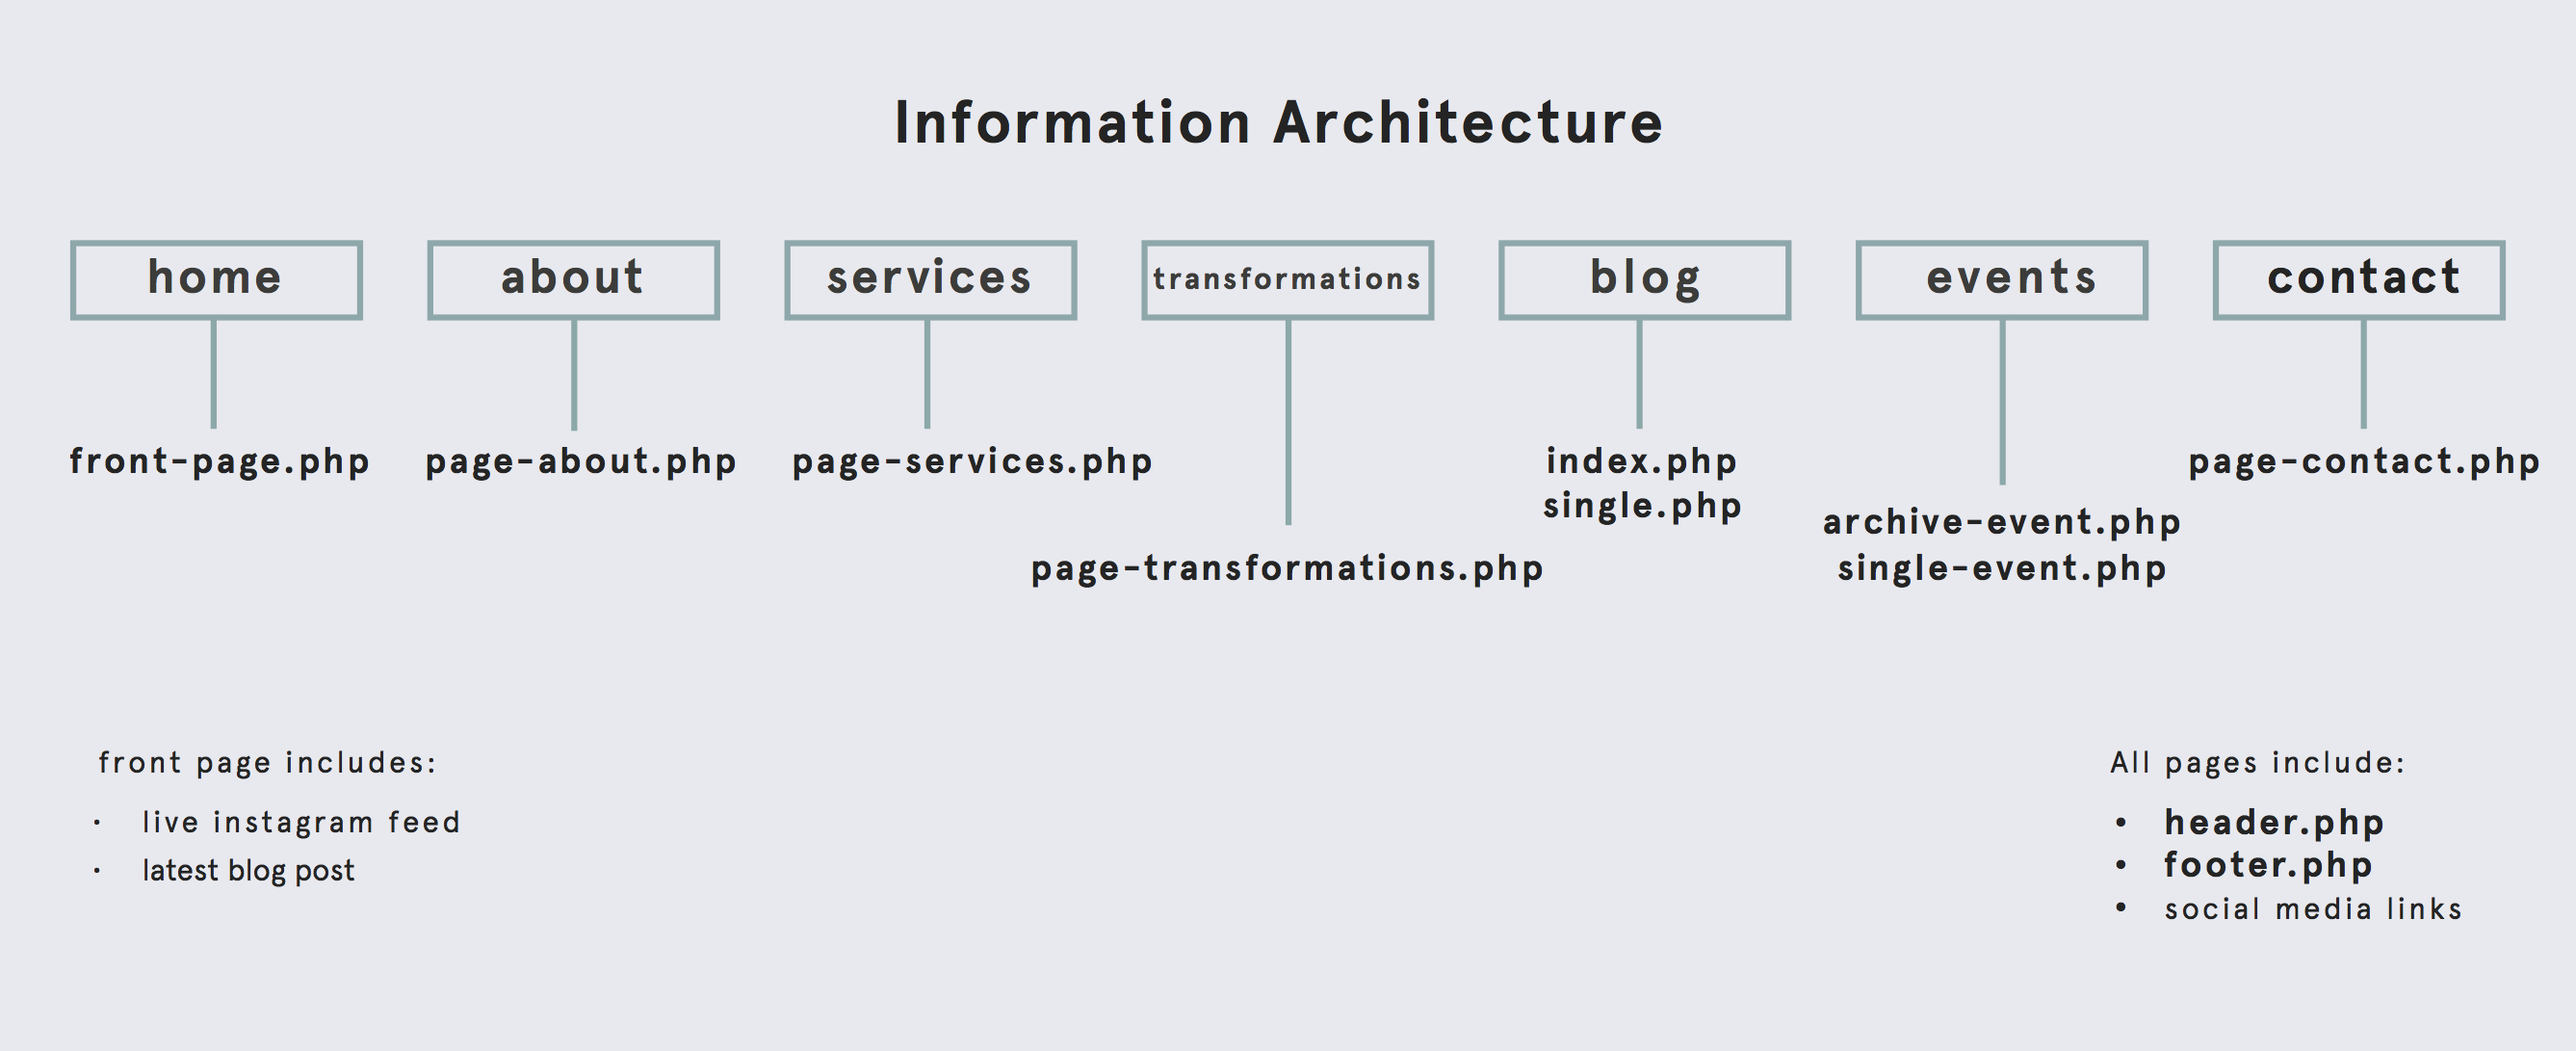 Information Architecture
home
about
services
transformations
blog
events
contact
front-page.php
page-about.php
page-services.php
page-transformations.php
index.php
single.php
archive-event.php
single-event.php
page-contact.php
front page includes:
· live instagram feed
· latest blog post
All pages include:
• header.php
• footer.php
• social media links